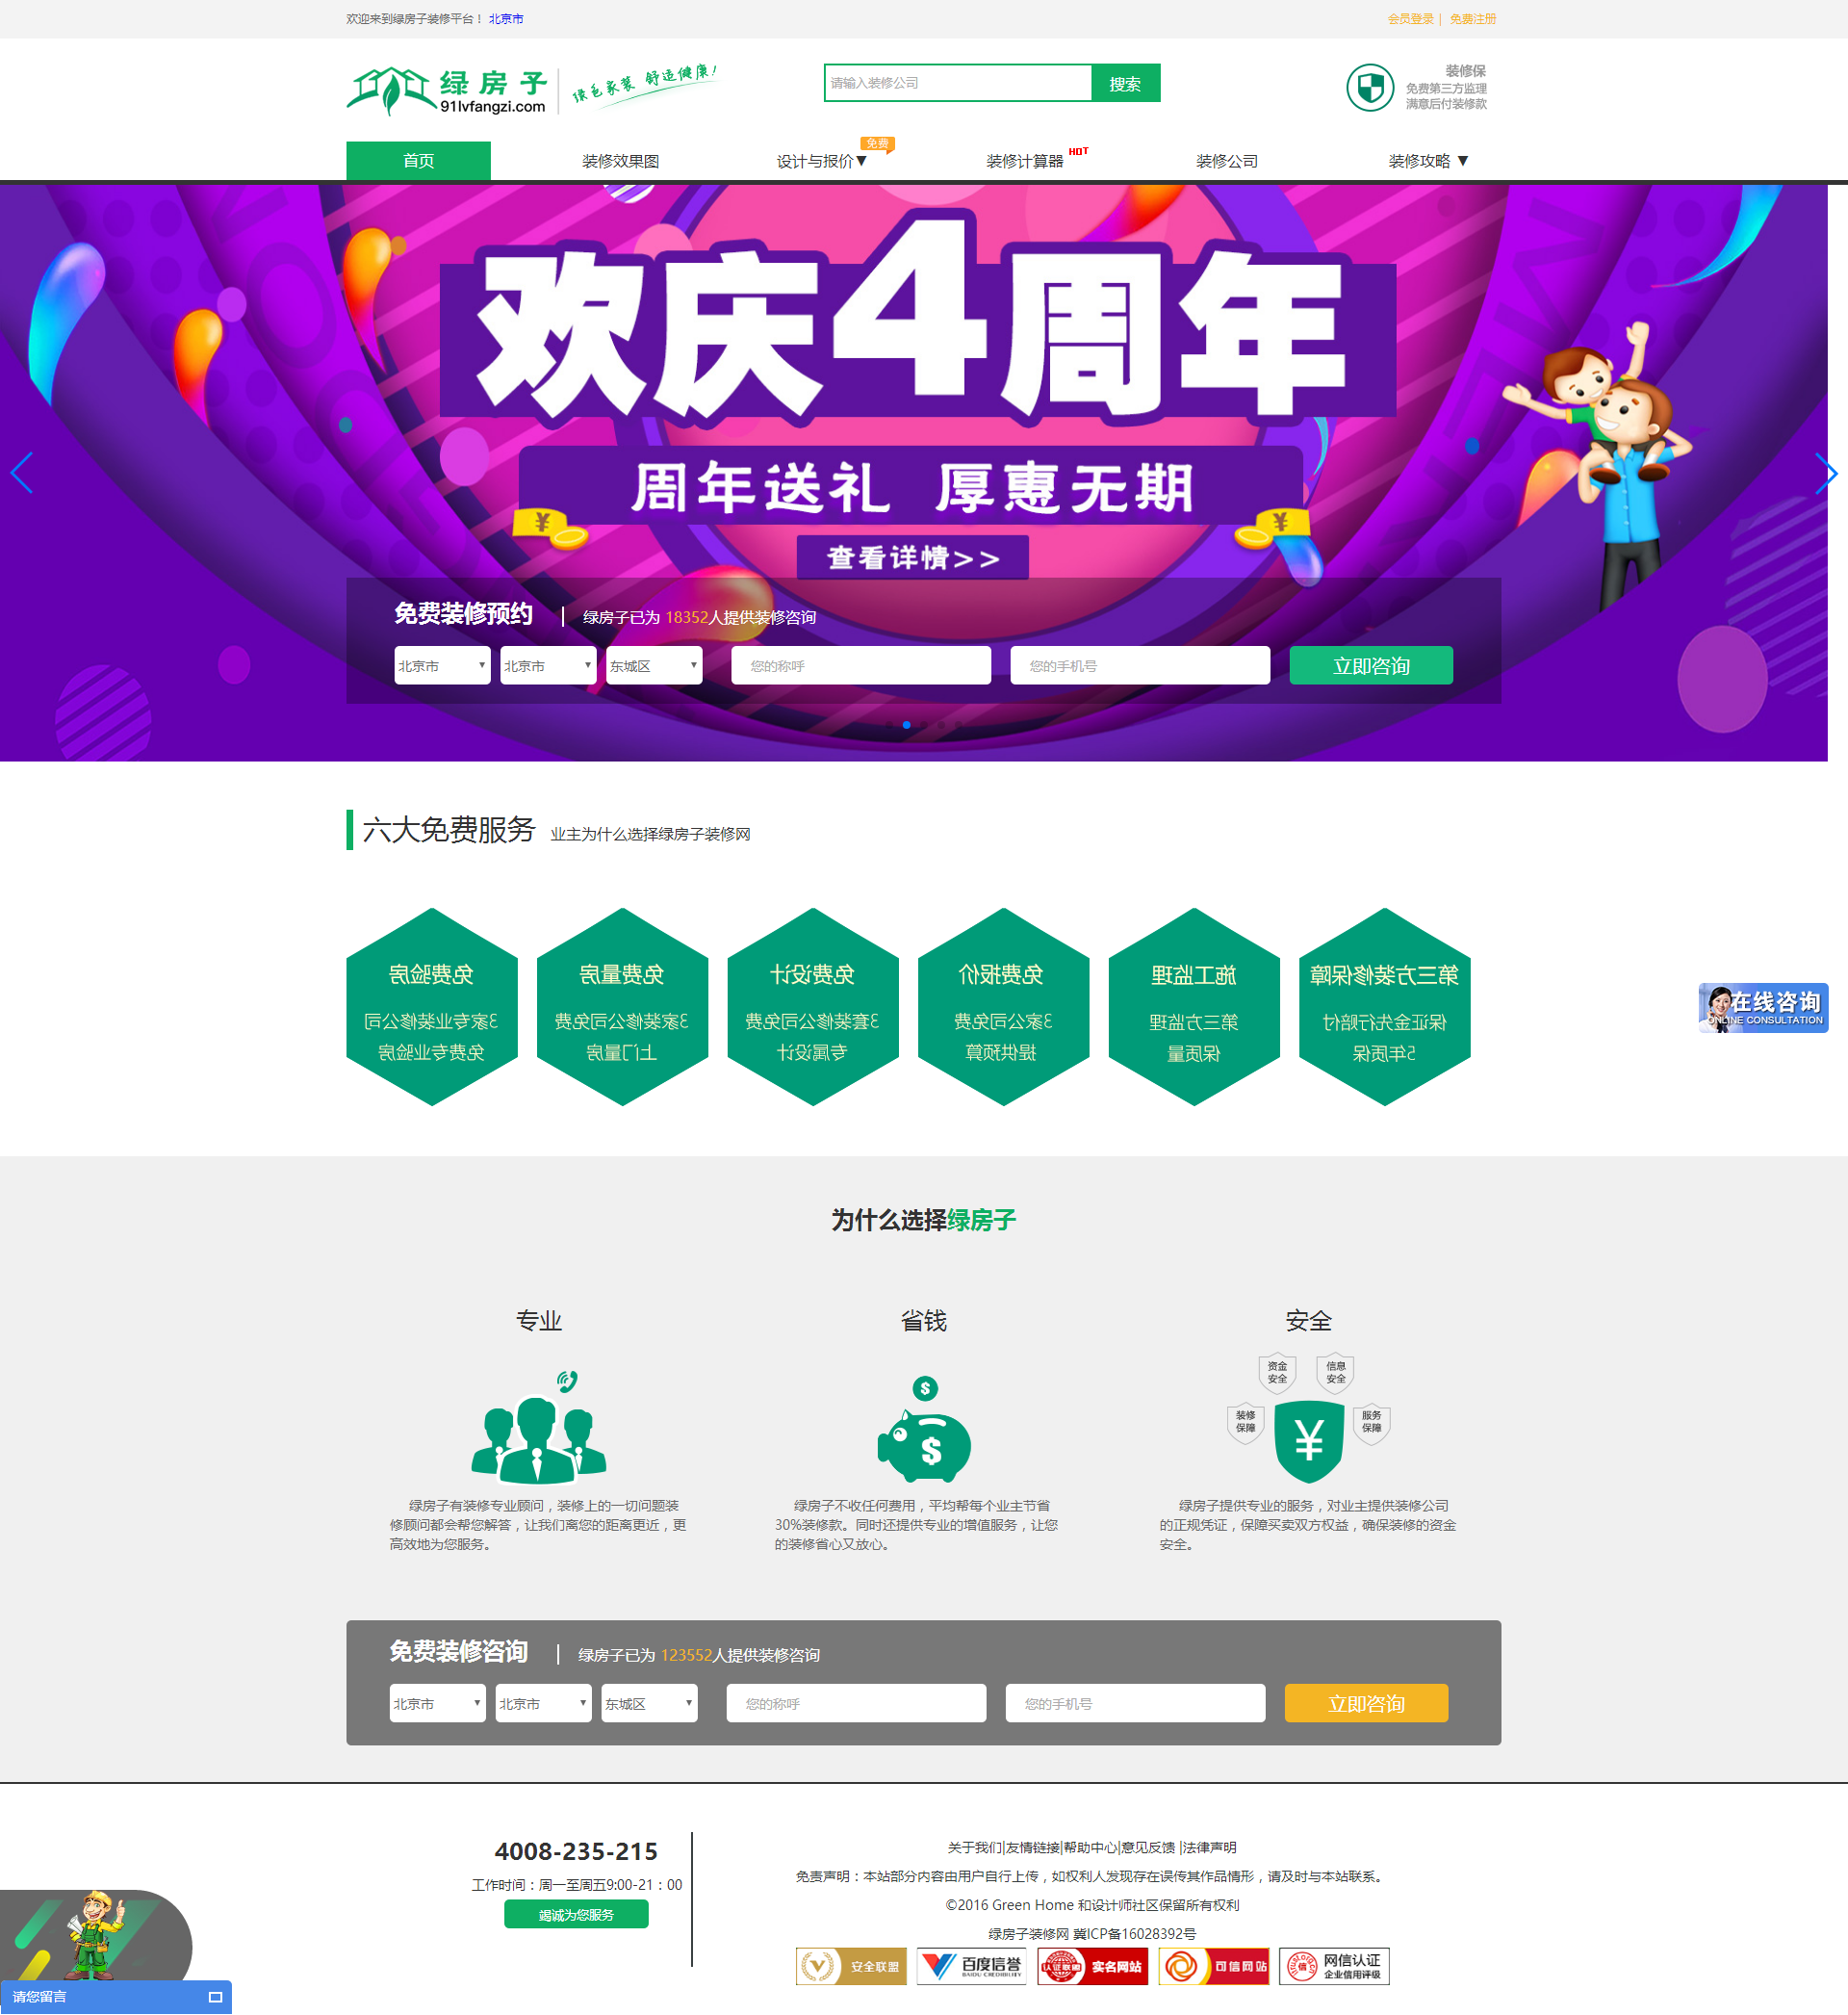 欢迎来到绿房子装修平台！ 北京市
会员登录 | 免费注册
绿房子
91lvfangzi.com
绿色家装 舒适健康!
请输入装修公司
搜索
装修保
免费第三方监理
满意后付装修款
首页
装修效果图
设计与报价▼
免费
装修计算器
HOT
装修公司
装修攻略 ▼
欢庆4周年
周年送礼 厚惠无期
查看详情>>
免费装修预约
绿房子已为 18352人提供装修咨询
北京市
北京市
东城区
您的称呼
您的手机号
立即咨询
六大免费服务 业主为什么选择绿房子装修网
免费验房
3家专业装修公司
免费专业验房
免费量房
3家装修公司免费
上门量房
免费设计
3套装修公司免费
专属设计
免费报价
3家公司免费
提供预算
施工监理
第三方监理
保质量
第三方装修保障
保证金先行赔付
5年质保
在线咨询
ONLINE CONSULTATION
为什么选择绿房子
专业
绿房子有装修专业顾问，装修上的一切问题装
修顾问都会帮您解答，让我们离您的距离更近，更
高效地为您服务。
省钱
绿房子不收任何费用，平均帮每个业主节省
30%装修款。同时还提供专业的增值服务，让您
的装修省心又放心。
安全
资金
安全
信息
安全
装修
保障
服务
保障
¥
绿房子提供专业的服务，对业主提供装修公司
的正规凭证，保障买卖双方权益，确保装修的资金
安全。
免费装修咨询
绿房子已为 123552人提供装修咨询
北京市
北京市
东城区
您的称呼
您的手机号
立即咨询
4008-235-215
工作时间：周一至周五9:00-21：00
竭诚为您服务
关于我们|友情链接|帮助中心|意见反馈 |法律声明
免责声明：本站部分内容由用户自行上传，如权利人发现存在误传其作品情形，请及时与本站联系。
©2016 Green Home 和设计师社区保留所有权利
绿房子装修网 冀ICP备16028392号
安全联盟
百度信誉
BAIDU CREDIBILITY
实名网站
可信网站
网信认证
企业信用评级
请您留言